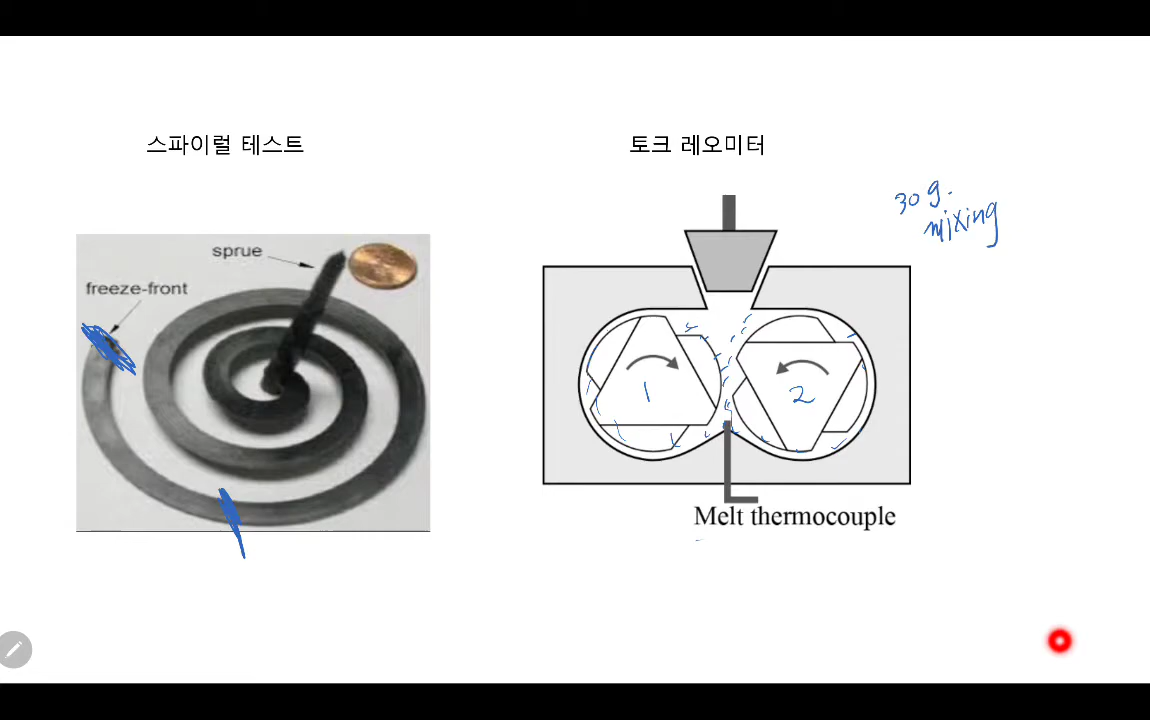 스파이럴 테스트
토크 레오미터
30 g.
mixing
sprue
freeze-front
1
2
Melt thermocouple